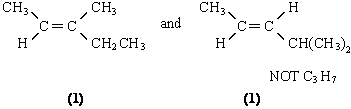 CH₃ CH₃ and CH₃ H
C=C C=C
H CH₂CH₃ H CH(CH₃)₂
NOT C₃H₇
(1) (1)